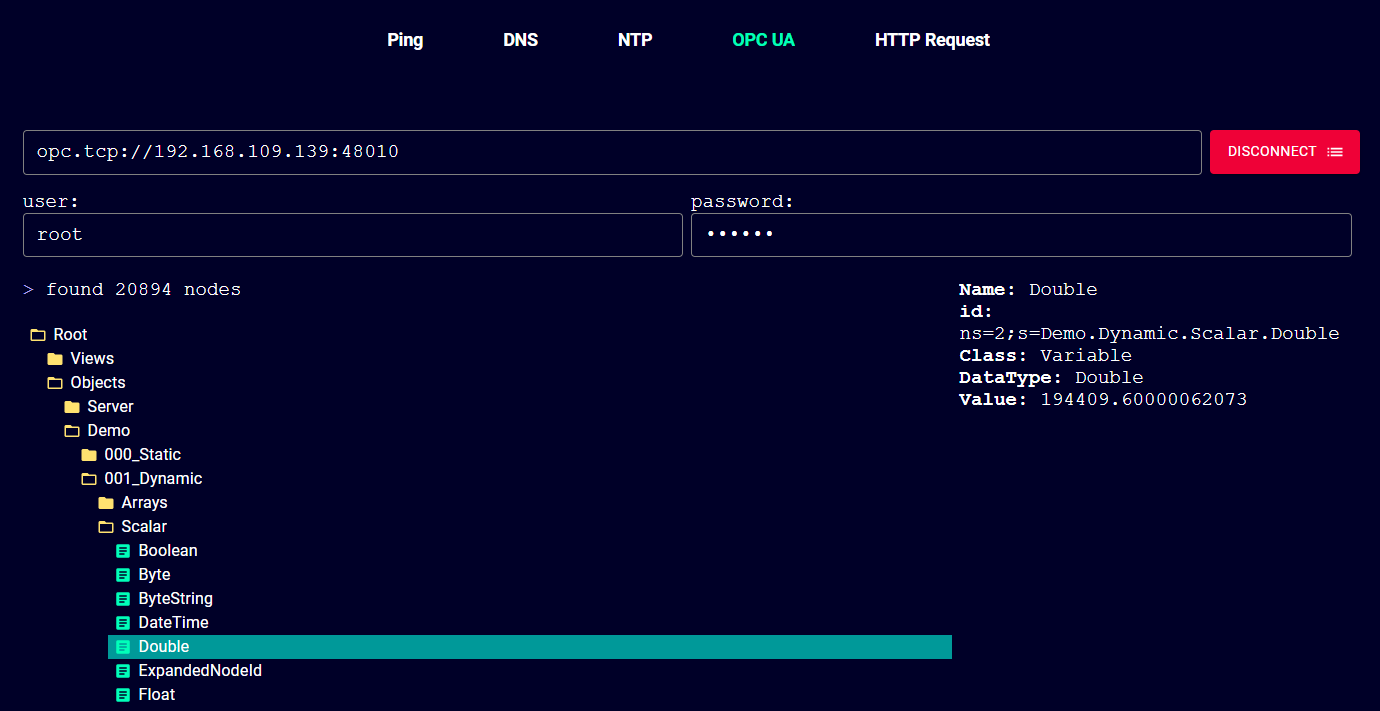 Ping DNS NTP OPC UA HTTP Request
opc.tcp://192.168.109.139:48010
DISCONNECT
user:
password:
root
••••••
> found 20894 nodes
Root
Views
Objects
Server
Demo
000_Static
001_Dynamic
Arrays
Scalar
Boolean
Byte
ByteString
DateTime
Double
ExpandedNodeId
Float
Name: Double
id:
ns=2;s=Demo.Dynamic.Scalar.Double
Class: Variable
DataType: Double
Value: 194409.60000062073